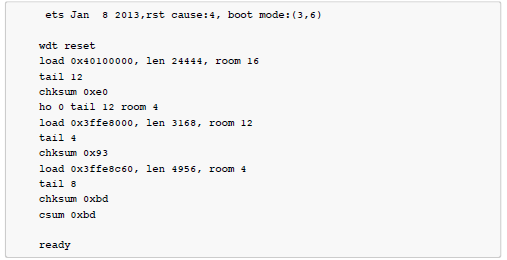 ets Jan  8 2013,rst cause:4, boot mode:(3,6)
wdt reset
load 0x40100000, len 24444, room 16
tail 12
chksum 0xe0
ho 0 tail 12 room 4
load 0x3ffe8000, len 3168, room 12
tail 4
chksum 0x93
load 0x3ffe8c60, len 4956, room 4
tail 8
chksum 0xbd
csum 0xbd
ready